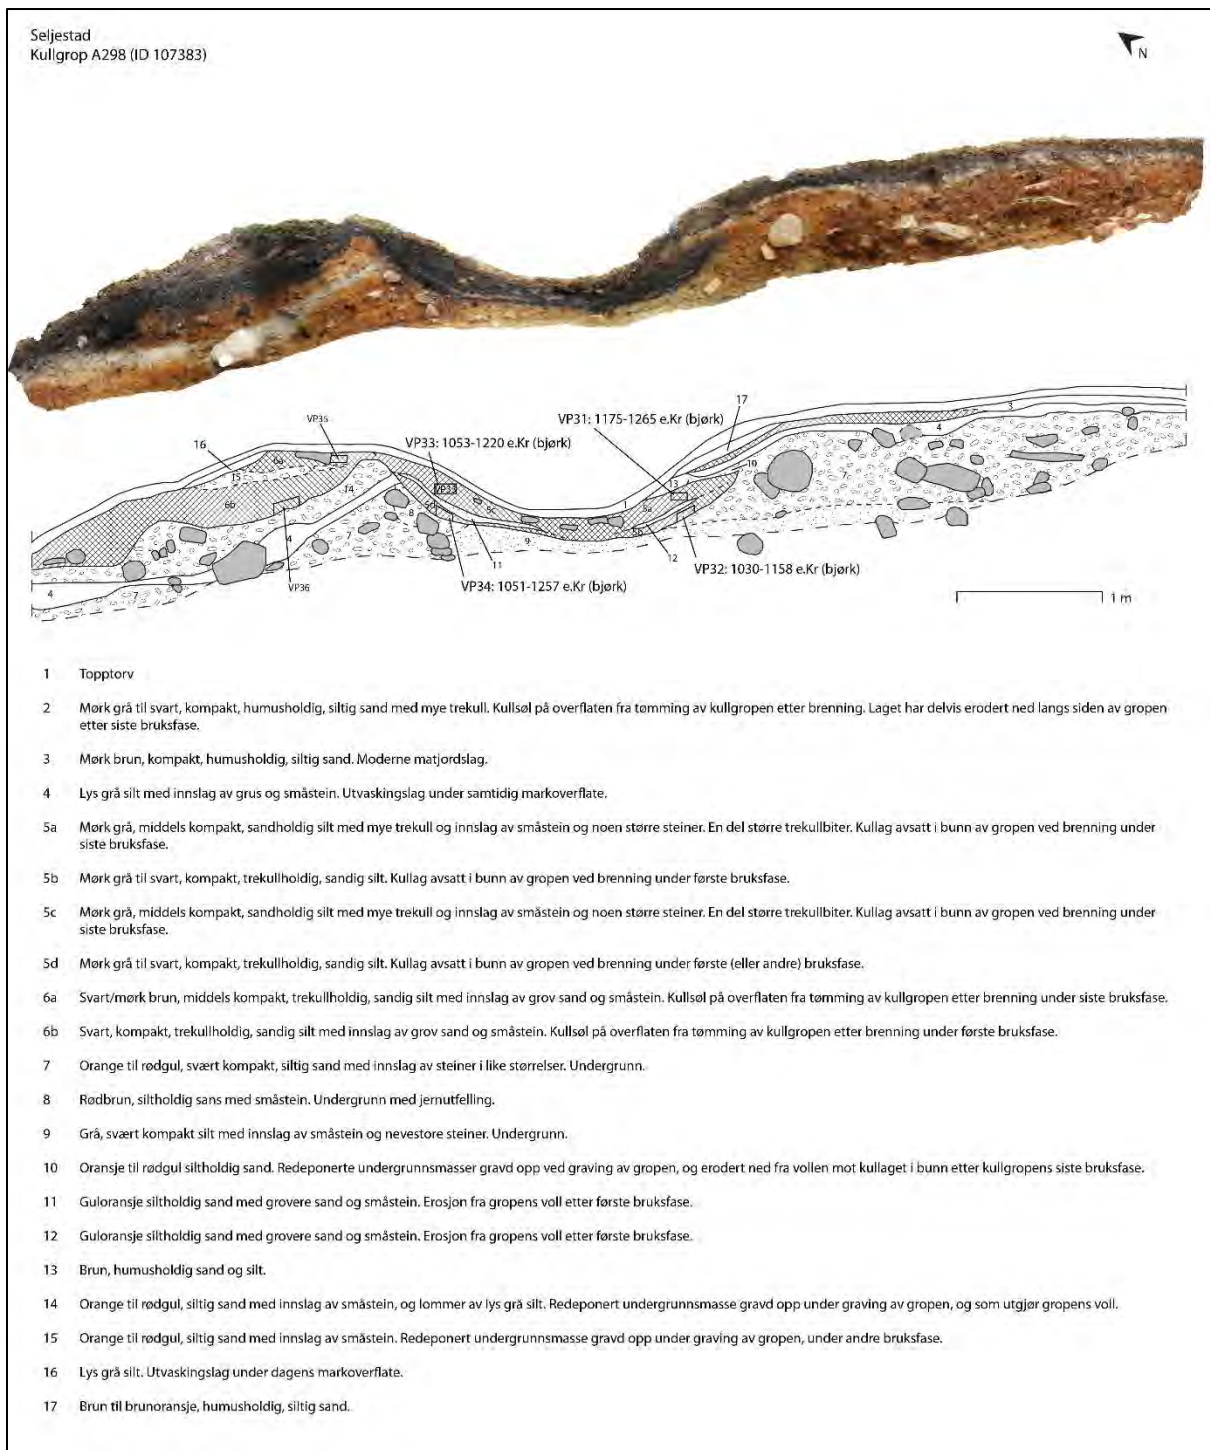 Seljestad
Kullgrop A298 (ID 107383)
N
17
VP31: 1175-1265 e.Kr (bjørk)
3
VP35
16
VP33: 1053-1220 e.Kr (bjørk)
4
6a
15
10
7
13
14
VP33
6b
5a
1
5d
5c
8
4
7
9
5b
11
12
VP32: 1030-1158 e.Kr (bjørk)
VP36
VP34: 1051-1257 e.Kr (bjørk)
4
7
1 m
1 Topptorv
2 Mørk grå til svart, kompakt, humusholdig, siltig sand med mye trekull. Kullsøl på overflaten fra tømming av kullgropen etter brenning. Laget har delvis erodert ned langs siden av gropen
etter siste bruksfase.
3 Mørk brun, kompakt, humusholdig, siltig sand. Moderne matjordslag.
4 Lys grå silt med innslag av grus og småstein. Utvaskingslag under samtidig markoverflate.
5a Mørk grå, middels kompakt, sandholdig silt med mye trekull og innslag av småstein og noen større steiner. En del større trekullbiter. Kullag avsatt i bunn av gropen ved brenning under
siste bruksfase.
5b Mørk grå til svart, kompakt, trekullholdig, sandig silt. Kullag avsatt i bunn av gropen ved brenning under første bruksfase.
5c Mørk grå, middels kompakt, sandholdig silt med mye trekull og innslag av småstein og noen større steiner. En del større trekullbiter. Kullag avsatt i bunn av gropen ved brenning under
siste bruksfase.
5d Mørk grå til svart, kompakt, trekullholdig, sandig silt. Kullag avsatt i bunn av gropen ved brenning under første (eller andre) bruksfase.
6a Svart/mørk brun, middels kompakt, trekullholdig, sandig silt med innslag av grov sand og småstein. Kullsøl på overflaten fra tømming av kullgropen etter brenning under siste bruksfase.
6b Svart, kompakt, trekullholdig, sandig silt med innslag av grov sand og småstein. Kullsøl på overflaten fra tømming av kullgropen etter brenning under første bruksfase.
7 Orange til rødgul, svært kompakt, siltig sand med innslag av steiner i like størrelser. Undergrunn.
8 Rødbrun, siltholdig sans med småstein. Undergrunn med jernutfelling.
9 Grå, svært kompakt silt med innslag av småstein og nevestore steiner. Undergrunn.
10 Oransje til rødgul siltholdig sand. Redeponerte undergrunnsmasser gravd opp ved graving av gropen, og erodert ned fra vollen mot kullaget i bunn etter kullgropens siste bruksfase.
11 Guloransje siltholdig sand med grovere sand og småstein. Erosjon fra gropens voll etter første bruksfase.
12 Guloransje siltholdig sand med grovere sand og småstein. Erosjon fra gropens voll etter første bruksfase.
13 Brun, humusholdig sand og silt.
14 Orange til rødgul, siltig sand med innslag av småstein, og lommer av lys grå silt. Redeponert undergrunnsmasse gravd opp under graving av gropen, og som utgjør gropens voll.
15 Orange til rødgul, siltig sand med innslag av småstein. Redeponert undergrunnsmasse gravd opp under graving av gropen, under andre bruksfase.
16 Lys grå silt. Utvaskingslag under dagens markoverflate.
17 Brun til brunoransje, humusholdig, siltig sand.